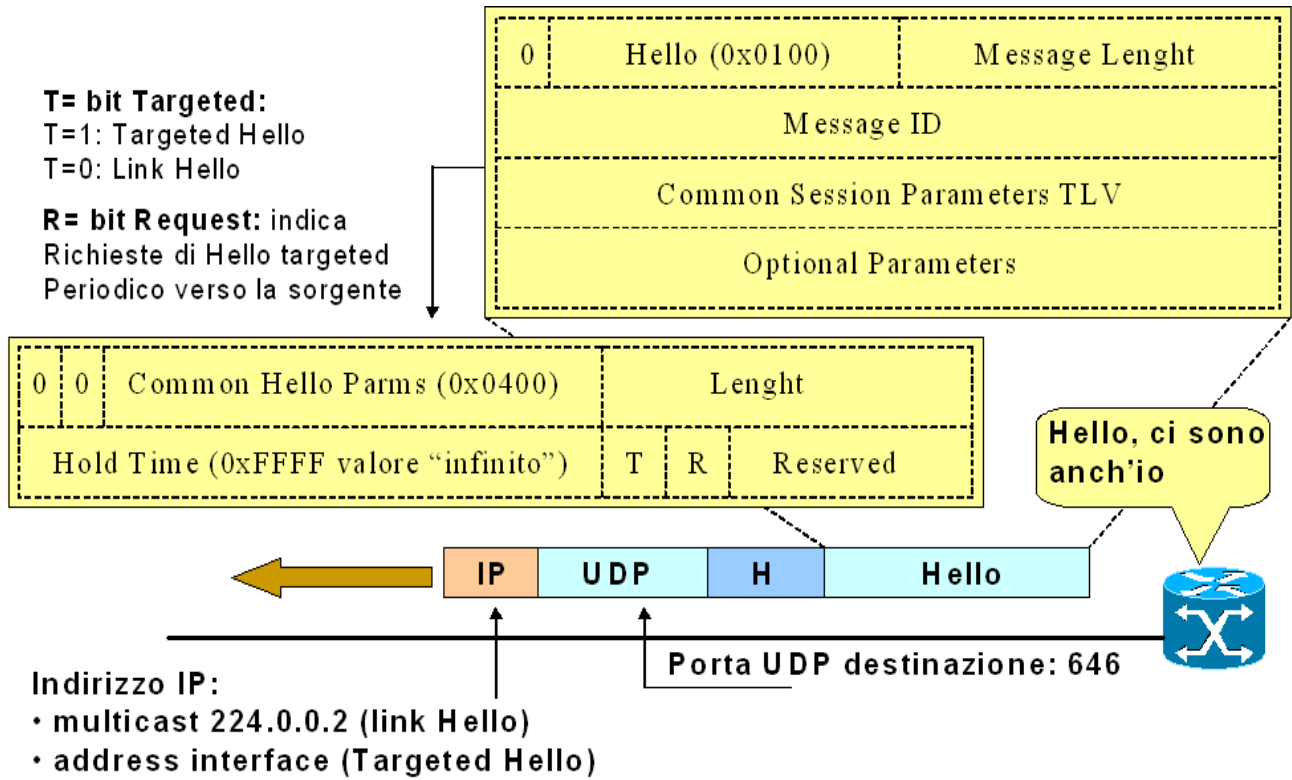 0 Hello (0x0100) Message Lenght
Message ID
Common Session Parameters TLV
Optional Parameters
T= bit Targeted:
T=1: Targeted Hello
T=0: Link Hello
R= bit Request: indica
Richieste di Hello targeted
Periodico verso la sorgente
0 0 Common Hello Parms (0x0400) Lenght
Hold Time (0xFFFF valore “infinito”) T R Reserved
Hello, ci sono
anch'io
IP UDP H Hello
Porta UDP destinazione: 646
Indirizzo IP:
• multicast 224.0.0.2 (link Hello)
• address interface (Targeted Hello)